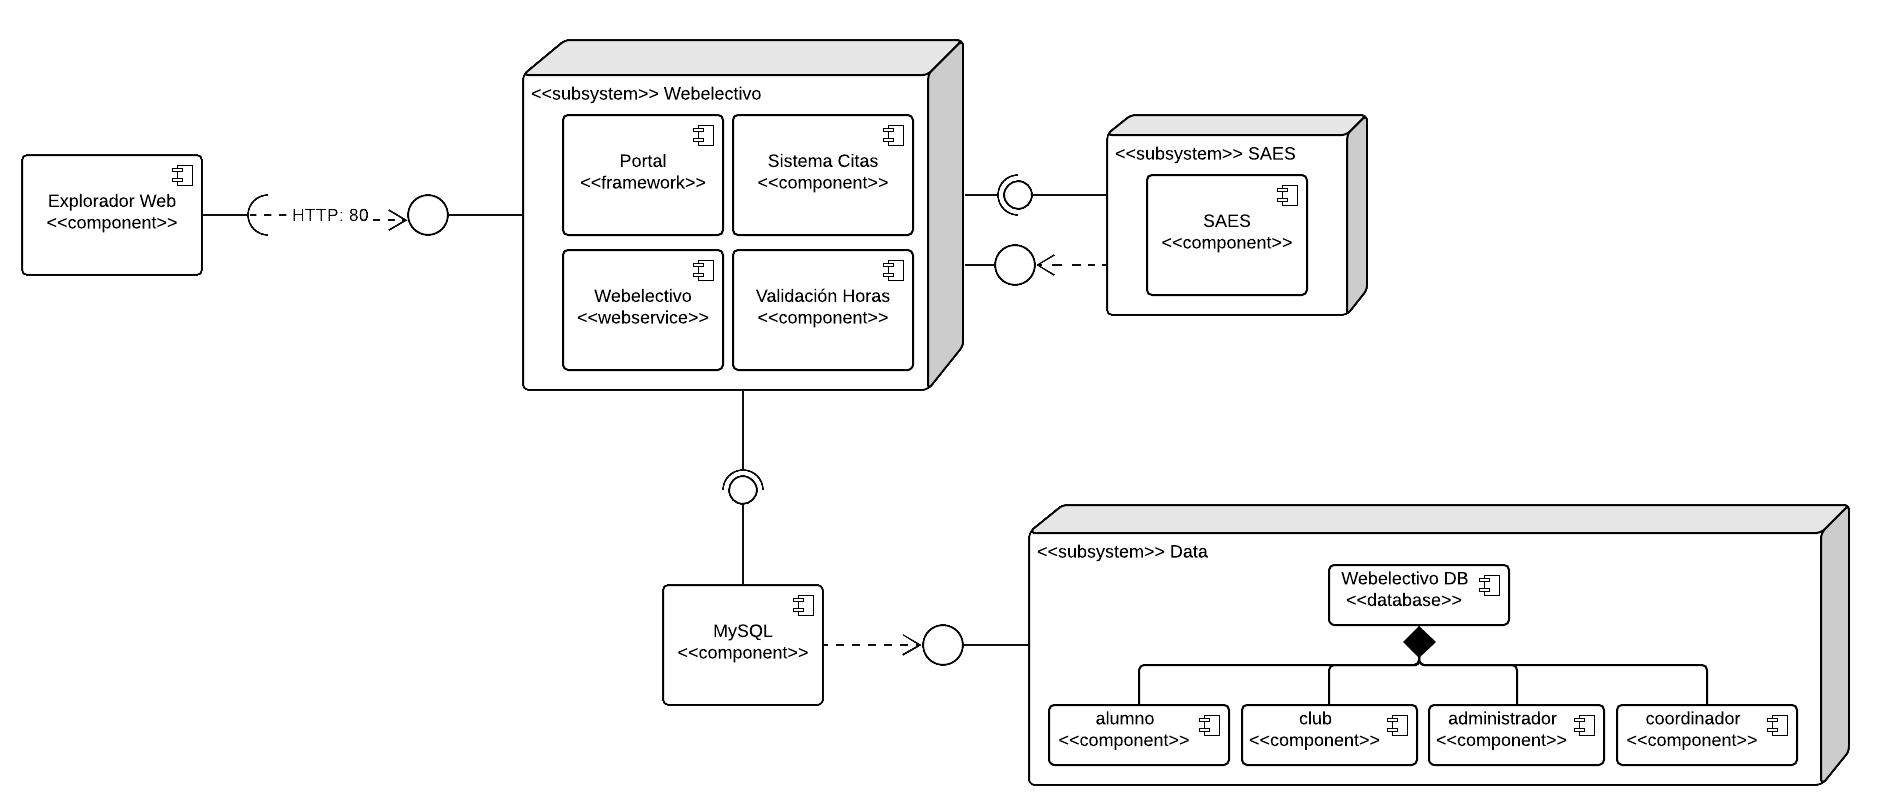 <<subsystem>> Webelectivo
Portal
<<framework>>
Sistema Citas
<<component>>
Webelectivo
<<webservice>>
Validación Horas
<<component>>
Explorador Web
<<component>>
HTTP: 80
<<subsystem>> SAES
SAES
<<component>>
MySQL
<<component>>
<<subsystem>> Data
Webelectivo DB
<<database>>
alumno
<<component>>
club
<<component>>
administrador
<<component>>
coordinador
<<component>>